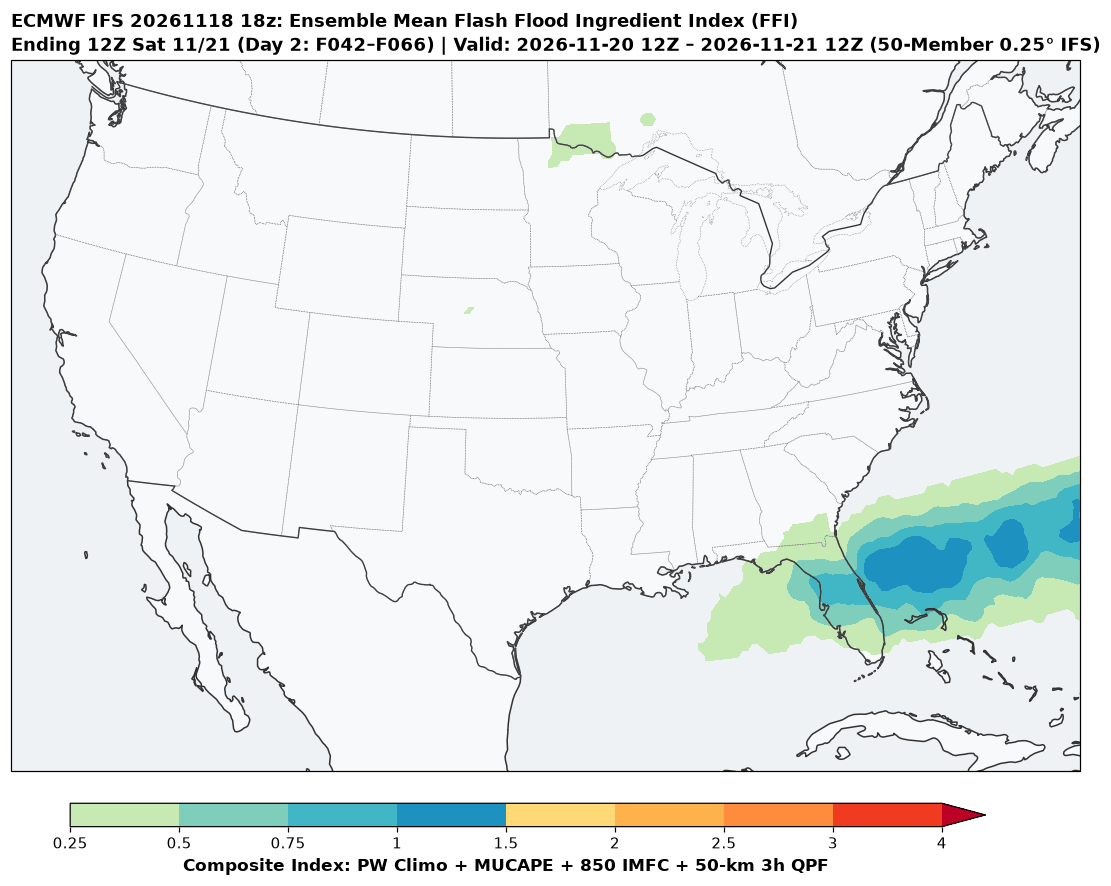 ECMWF IFS 20261118 18z: Ensemble Mean Flash Flood Ingredient Index (FFI)
Ending 12Z Sat 11/21 (Day 2: F042–F066) | Valid: 2026-11-20 12Z – 2026-11-21 12Z (50-Member 0.25° IFS)
0.25 0.5 0.75 1 1.5 2 2.5 3 4
Composite Index: PW Climo + MUCAPE + 850 IMFC + 50-km 3h QPF